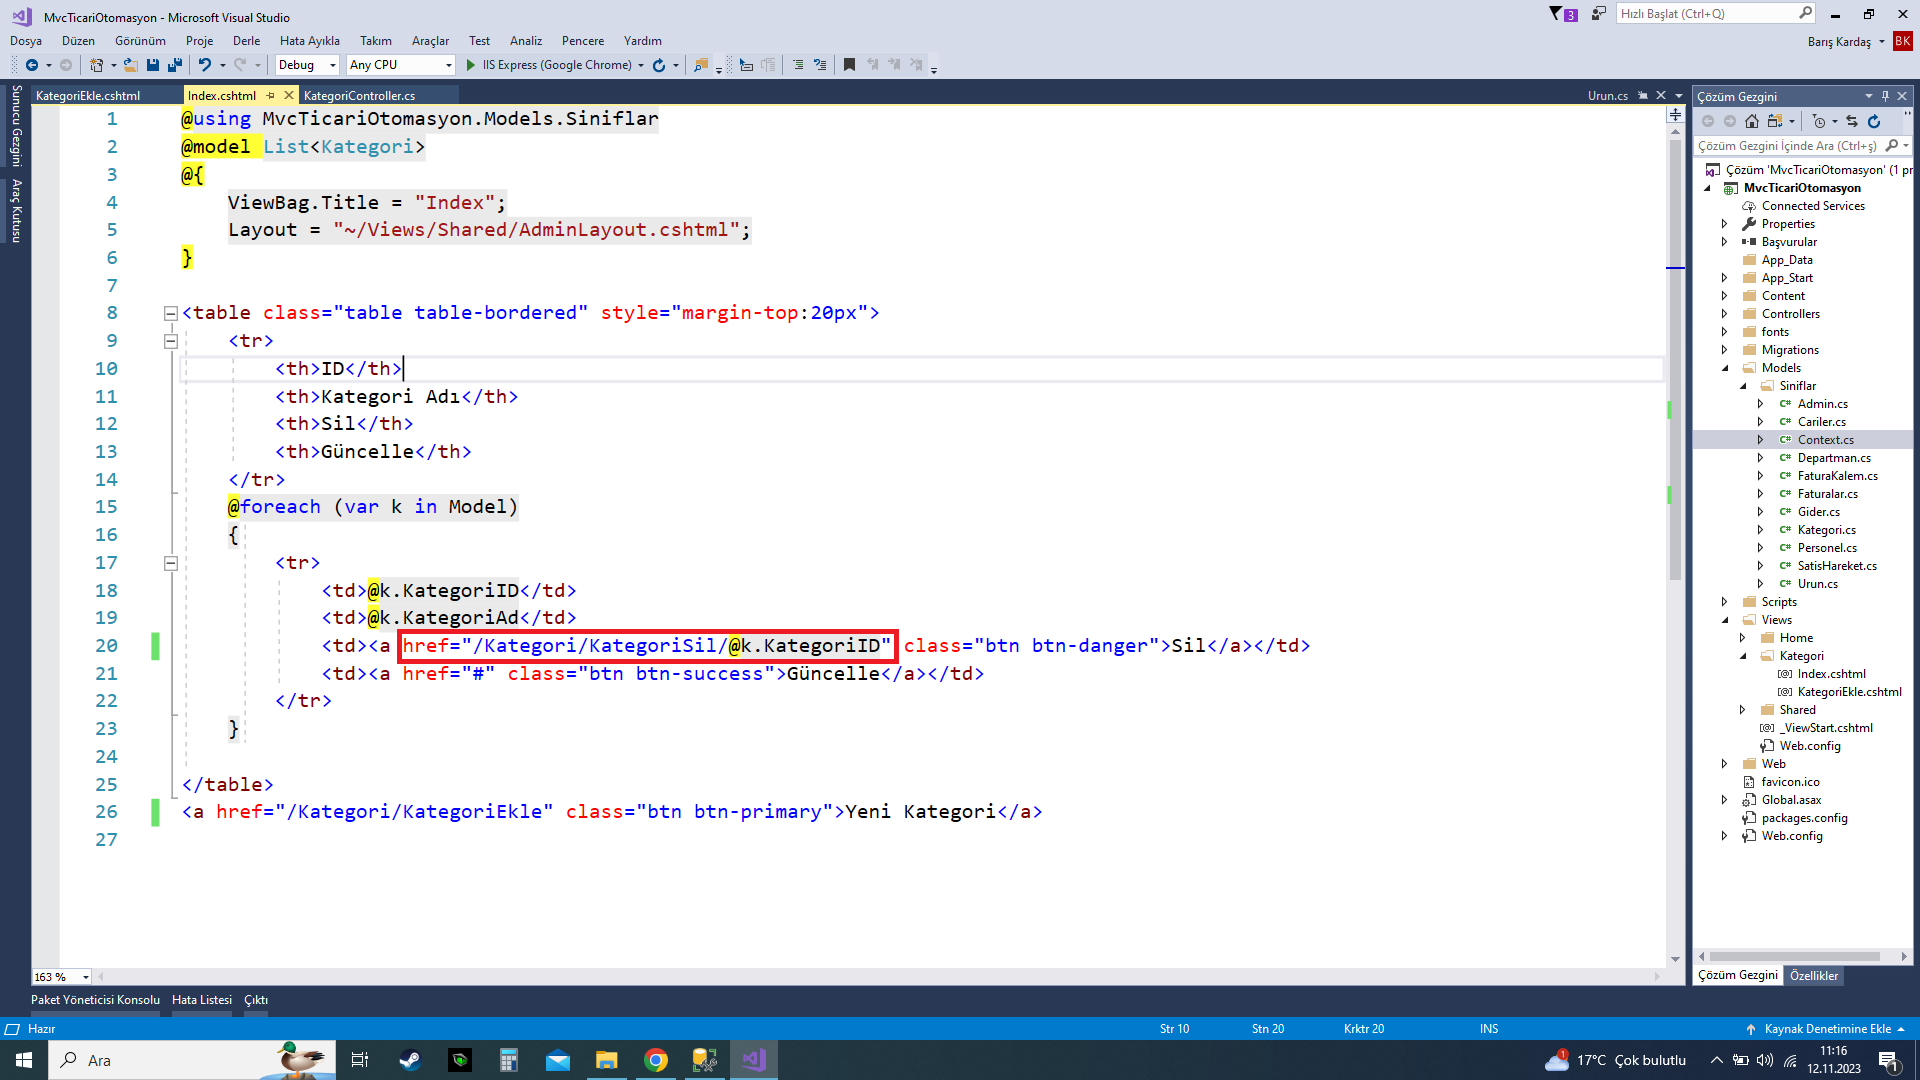 MvcTicariOtomasyon - Microsoft Visual Studio
3
Hızlı Başlat (Ctrl+Q)
Dosya Düzen Görünüm Proje Derle Hata Ayıkla Takım Araçlar Test Analiz Pencere Yardım
Barış Kardaş BK
Debug Any CPU IIS Express (Google Chrome)
Sunucu Gezgini
Araç Kutusu
KategoriEkle.cshtml Index.cshtml KategoriController.cs Urun.cs
1 @using MvcTicariOtomasyon.Models.Siniflar
2 @model List<Kategori>
3 @{
4 ViewBag.Title = "Index";
5 Layout = "~/Views/Shared/AdminLayout.cshtml";
6 }
7
8 <table class="table table-bordered" style="margin-top:20px">
9 <tr>
10 <th>ID</th>
11 <th>Kategori Adı</th>
12 <th>Sil</th>
13 <th>Güncelle</th>
14 </tr>
15 @foreach (var k in Model)
16 {
17 <tr>
18 <td>@k.KategoriID</td>
19 <td>@k.KategoriAd</td>
20 <td><a href="/Kategori/KategoriSil/@k.KategoriID" class="btn btn-danger">Sil</a></td>
21 <td><a href="#" class="btn btn-success">Güncelle</a></td>
22 </tr>
23 }
24
25 </table>
26 <a href="/Kategori/KategoriEkle" class="btn btn-primary">Yeni Kategori</a>
27
163 %
Çözüm Gezgini
Çözüm Gezgini İçinde Ara (Ctrl+ş)
Çözüm 'MvcTicariOtomasyon' (1 pr
MvcTicariOtomasyon
Connected Services
Properties
Başvurular
App_Data
App_Start
Content
Controllers
fonts
Migrations
Models
Siniflar
C# Admin.cs
C# Cariler.cs
C# Context.cs
C# Departman.cs
C# FaturaKalem.cs
C# Faturalar.cs
C# Gider.cs
C# Kategori.cs
C# Personel.cs
C# SatisHareket.cs
C# Urun.cs
Scripts
Views
Home
Kategori
[@] Index.cshtml
[@] KategoriEkle.cshtml
Shared
[@] _ViewStart.cshtml
Web.config
Web
favicon.ico
Global.asax
packages.config
Web.config
Çözüm Gezgini Özellikler
Paket Yöneticisi Konsolu Hata Listesi Çıktı
Hazır Str 10 Stn 20 Krktr 20 INS Kaynak Denetimine Ekle
Ara
1 17°C Çok bulutlu
11:16
12.11.2023
1